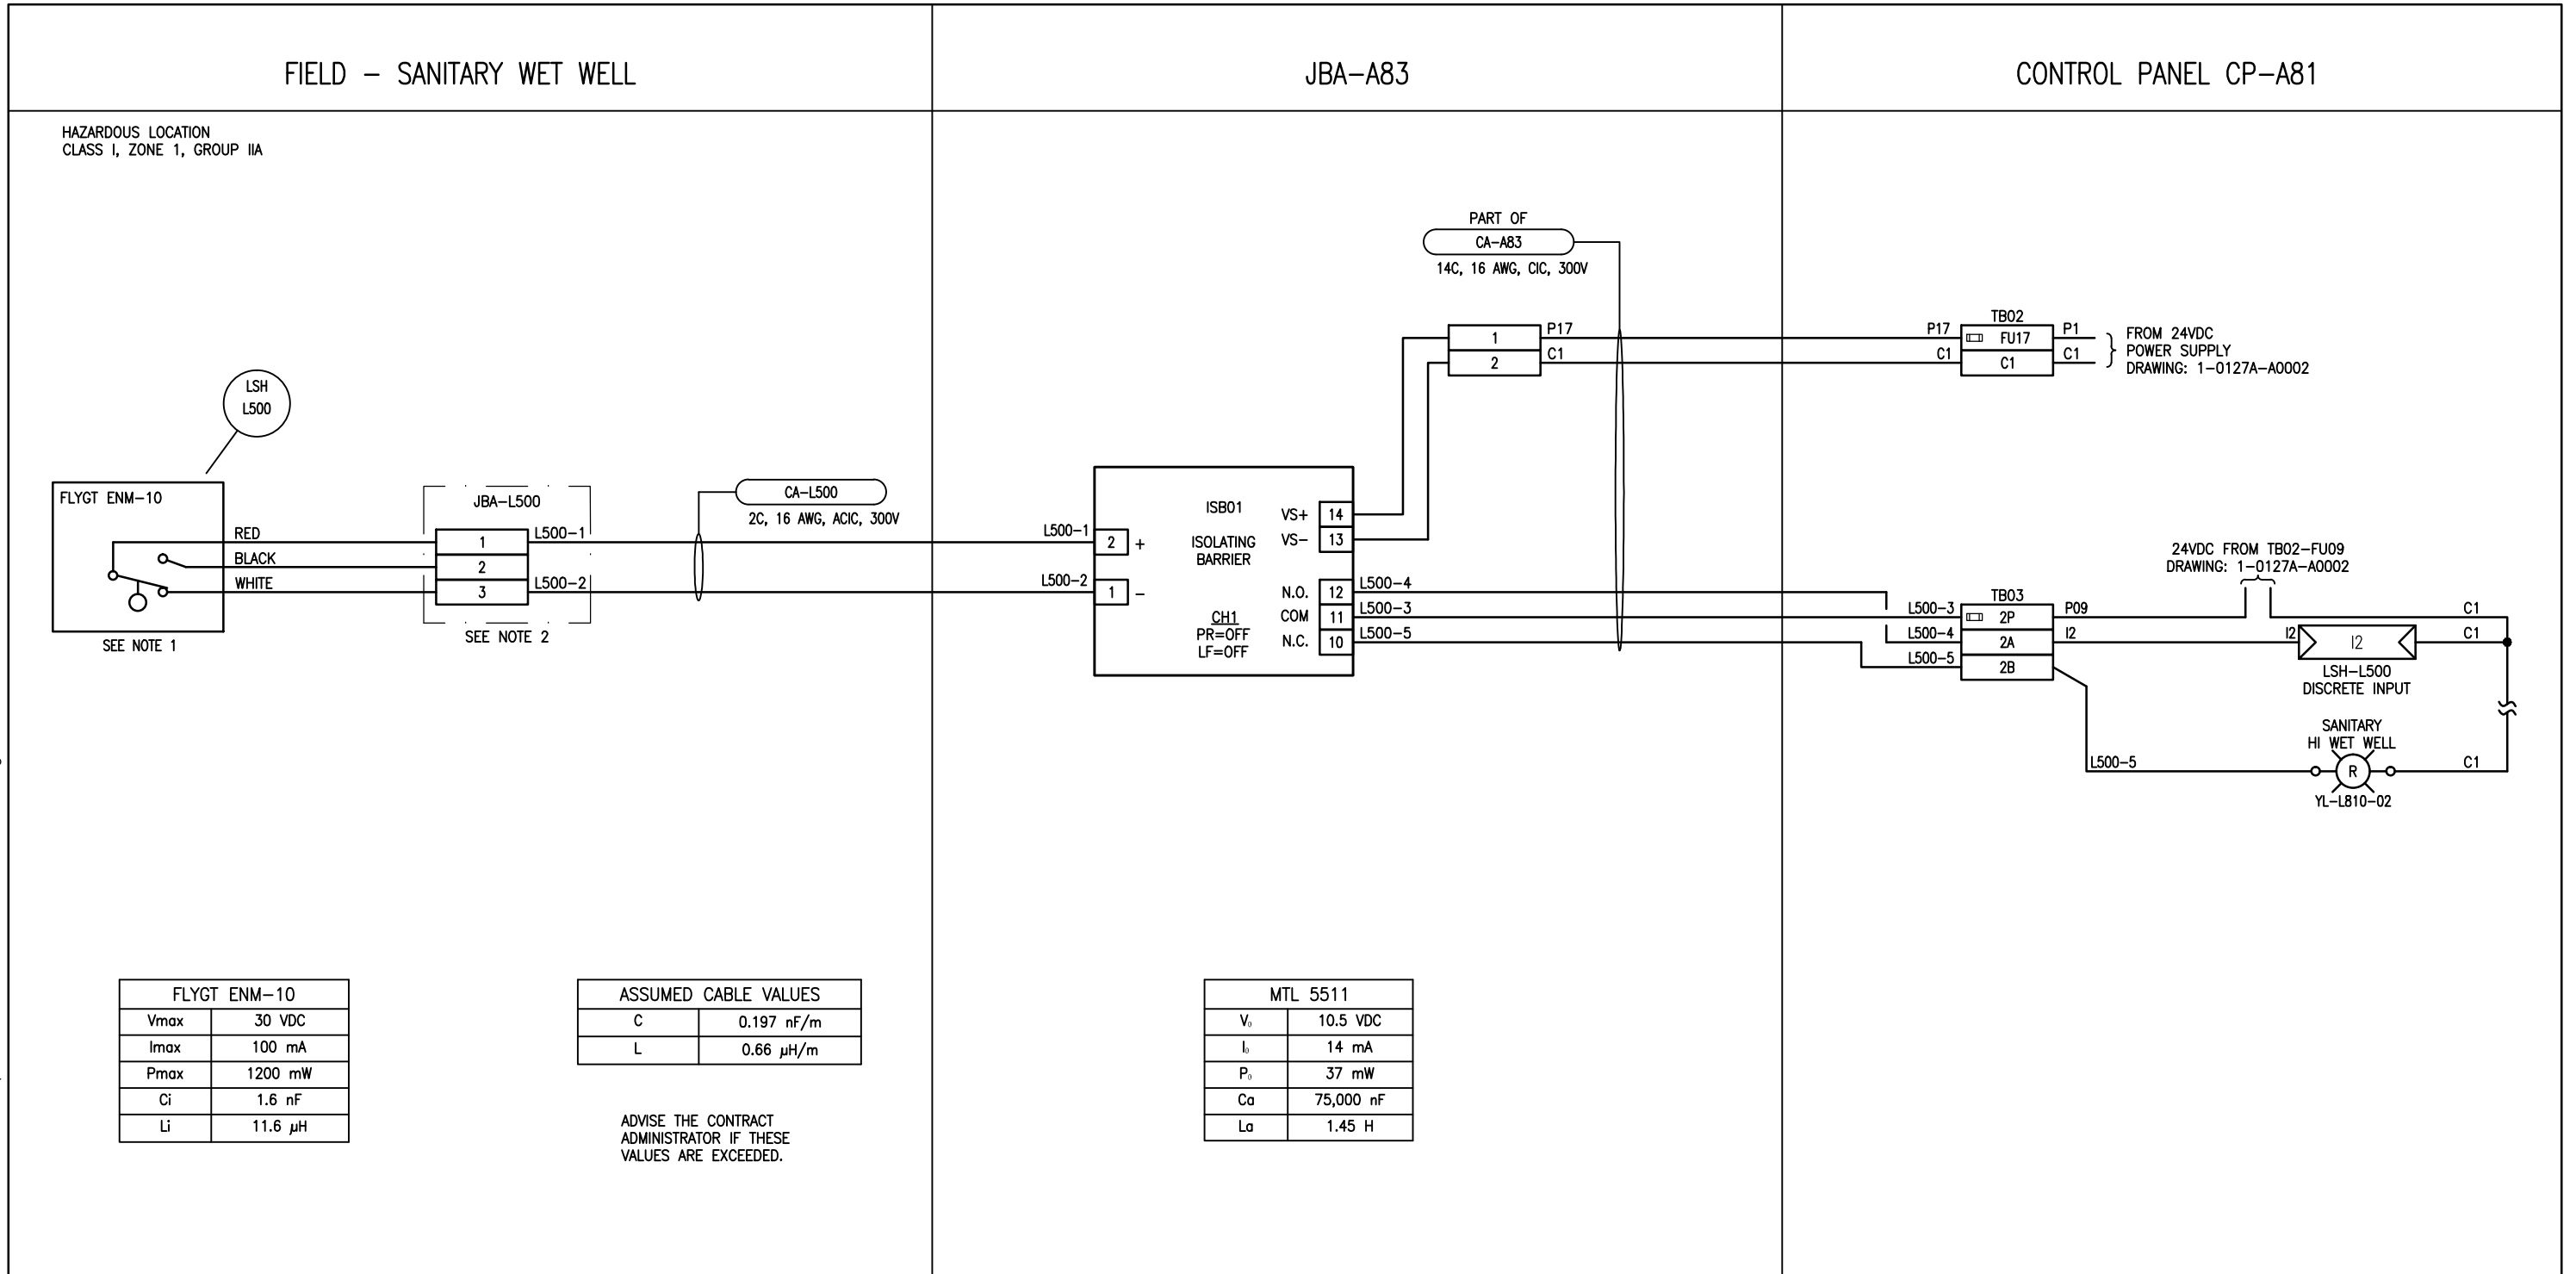 FIELD – SANITARY WET WELL
JBA–A83
CONTROL PANEL CP–A81
HAZARDOUS LOCATION
CLASS I, ZONE 1, GROUP IIA
LSH
L500
FLYGT ENM–10
SEE NOTE 1
RED
BLACK
WHITE
JBA–L500
1
2
3
SEE NOTE 2
L500–1
L500–2
CA–L500
2C, 16 AWG, ACIC, 300V
L500–1
L500–2
2 +
1 –
ISB01
ISOLATING
BARRIER
CH1
PR=OFF
LF=OFF
VS+ 14
VS– 13
N.O. 12
COM 11
N.C. 10
L500–4
L500–3
L500–5
PART OF
CA–A83
14C, 16 AWG, CIC, 300V
1 P17
2 C1
TB02
P17 FU17 P1
C1 C1 C1
FROM 24VDC
POWER SUPPLY
DRAWING: 1–0127A–A0002
24VDC FROM TB02–FU09
DRAWING: 1–0127A–A0002
TB03
L500–3 2P P09 C1
L500–4 2A I2 I2 I2 C1
L500–5 2B
LSH–L500
DISCRETE INPUT
SANITARY
HI WET WELL
L500–5 R C1
YL–L810–02
FLYGT ENM–10
Vmax 30 VDC
Imax 100 mA
Pmax 1200 mW
Ci 1.6 nF
Li 11.6 µH
ASSUMED CABLE VALUES
C 0.197 nF/m
L 0.66 µH/m
ADVISE THE CONTRACT
ADMINISTRATOR IF THESE
VALUES ARE EXCEEDED.
MTL 5511
V₀ 10.5 VDC
I₀ 14 mA
P₀ 37 mW
Ca 75,000 nF
La 1.45 H